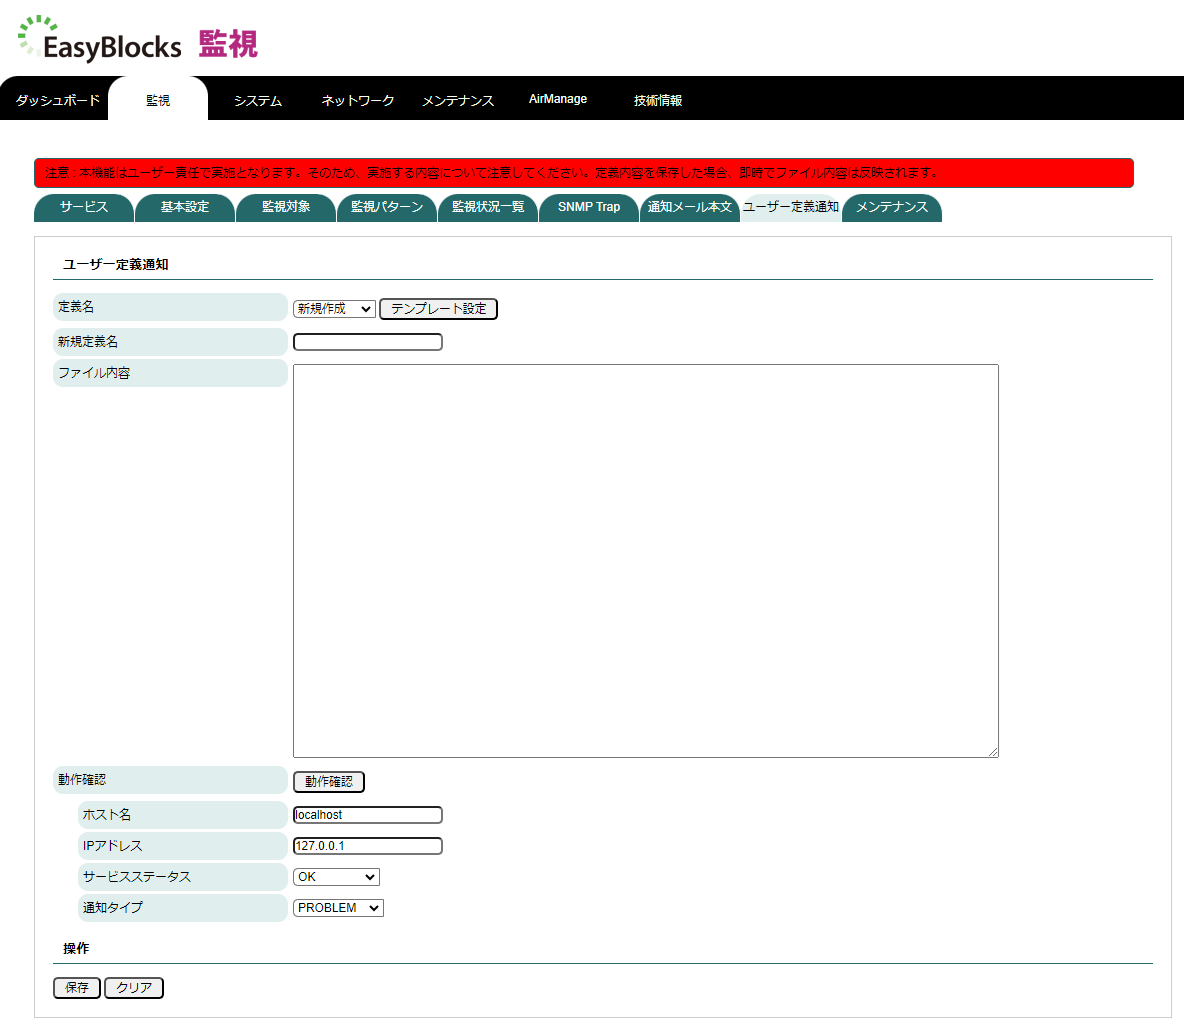 EasyBlocks 監視
ダッシュボード 監視 システム ネットワーク メンテナンス AirManage 技術情報
注意 : 本機能はユーザー責任で実施となります。そのため、実施する内容について注意してください。定義内容を保存した場合、即時でファイル内容は反映されます。
サービス 基本設定 監視対象 監視パターン 監視状況一覧 SNMP Trap 通知メール本文 ユーザー定義通知 メンテナンス
ユーザー定義通知
定義名 新規作成 テンプレート設定
新規定義名
ファイル内容
動作確認 動作確認
ホスト名 localhost
IPアドレス 127.0.0.1
サービスステータス OK
通知タイプ PROBLEM
操作
保存 クリア